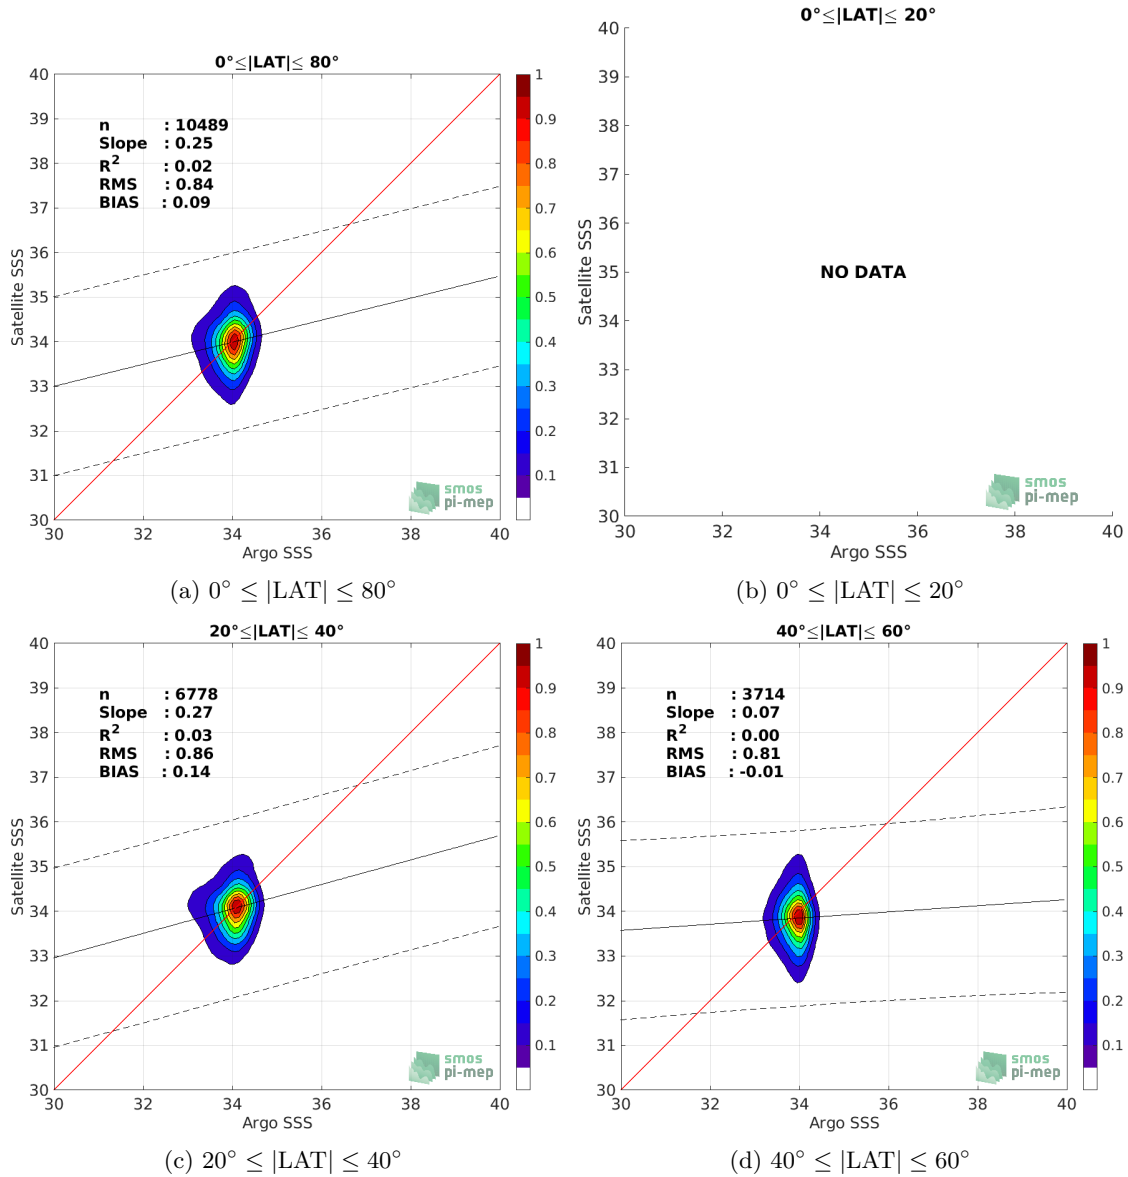 0°≤|LAT|≤ 80°
40
39
38
37
36
35
34
33
32
31
30
30
32
34
36
38
40
Satellite SSS
Argo SSS
n : 10489
Slope : 0.25
R² : 0.02
RMS : 0.84
BIAS : 0.09
1
0.9
0.8
0.7
0.6
0.5
0.4
0.3
0.2
0.1
smos
pi-mep
(a) 0° ≤ |LAT| ≤ 80°
0°≤|LAT|≤ 20°
40
39
38
37
36
35
34
33
32
31
30
30
32
34
36
38
40
Satellite SSS
Argo SSS
NO DATA
smos
pi-mep
(b) 0° ≤ |LAT| ≤ 20°
20°≤|LAT|≤ 40°
40
39
38
37
36
35
34
33
32
31
30
30
32
34
36
38
40
Satellite SSS
Argo SSS
n : 6778
Slope : 0.27
R² : 0.03
RMS : 0.86
BIAS : 0.14
1
0.9
0.8
0.7
0.6
0.5
0.4
0.3
0.2
0.1
smos
pi-mep
(c) 20° ≤ |LAT| ≤ 40°
40°≤|LAT|≤ 60°
40
39
38
37
36
35
34
33
32
31
30
30
32
34
36
38
40
Satellite SSS
Argo SSS
n : 3714
Slope : 0.07
R² : 0.00
RMS : 0.81
BIAS : -0.01
1
0.9
0.8
0.7
0.6
0.5
0.4
0.3
0.2
0.1
smos
pi-mep
(d) 40° ≤ |LAT| ≤ 60°